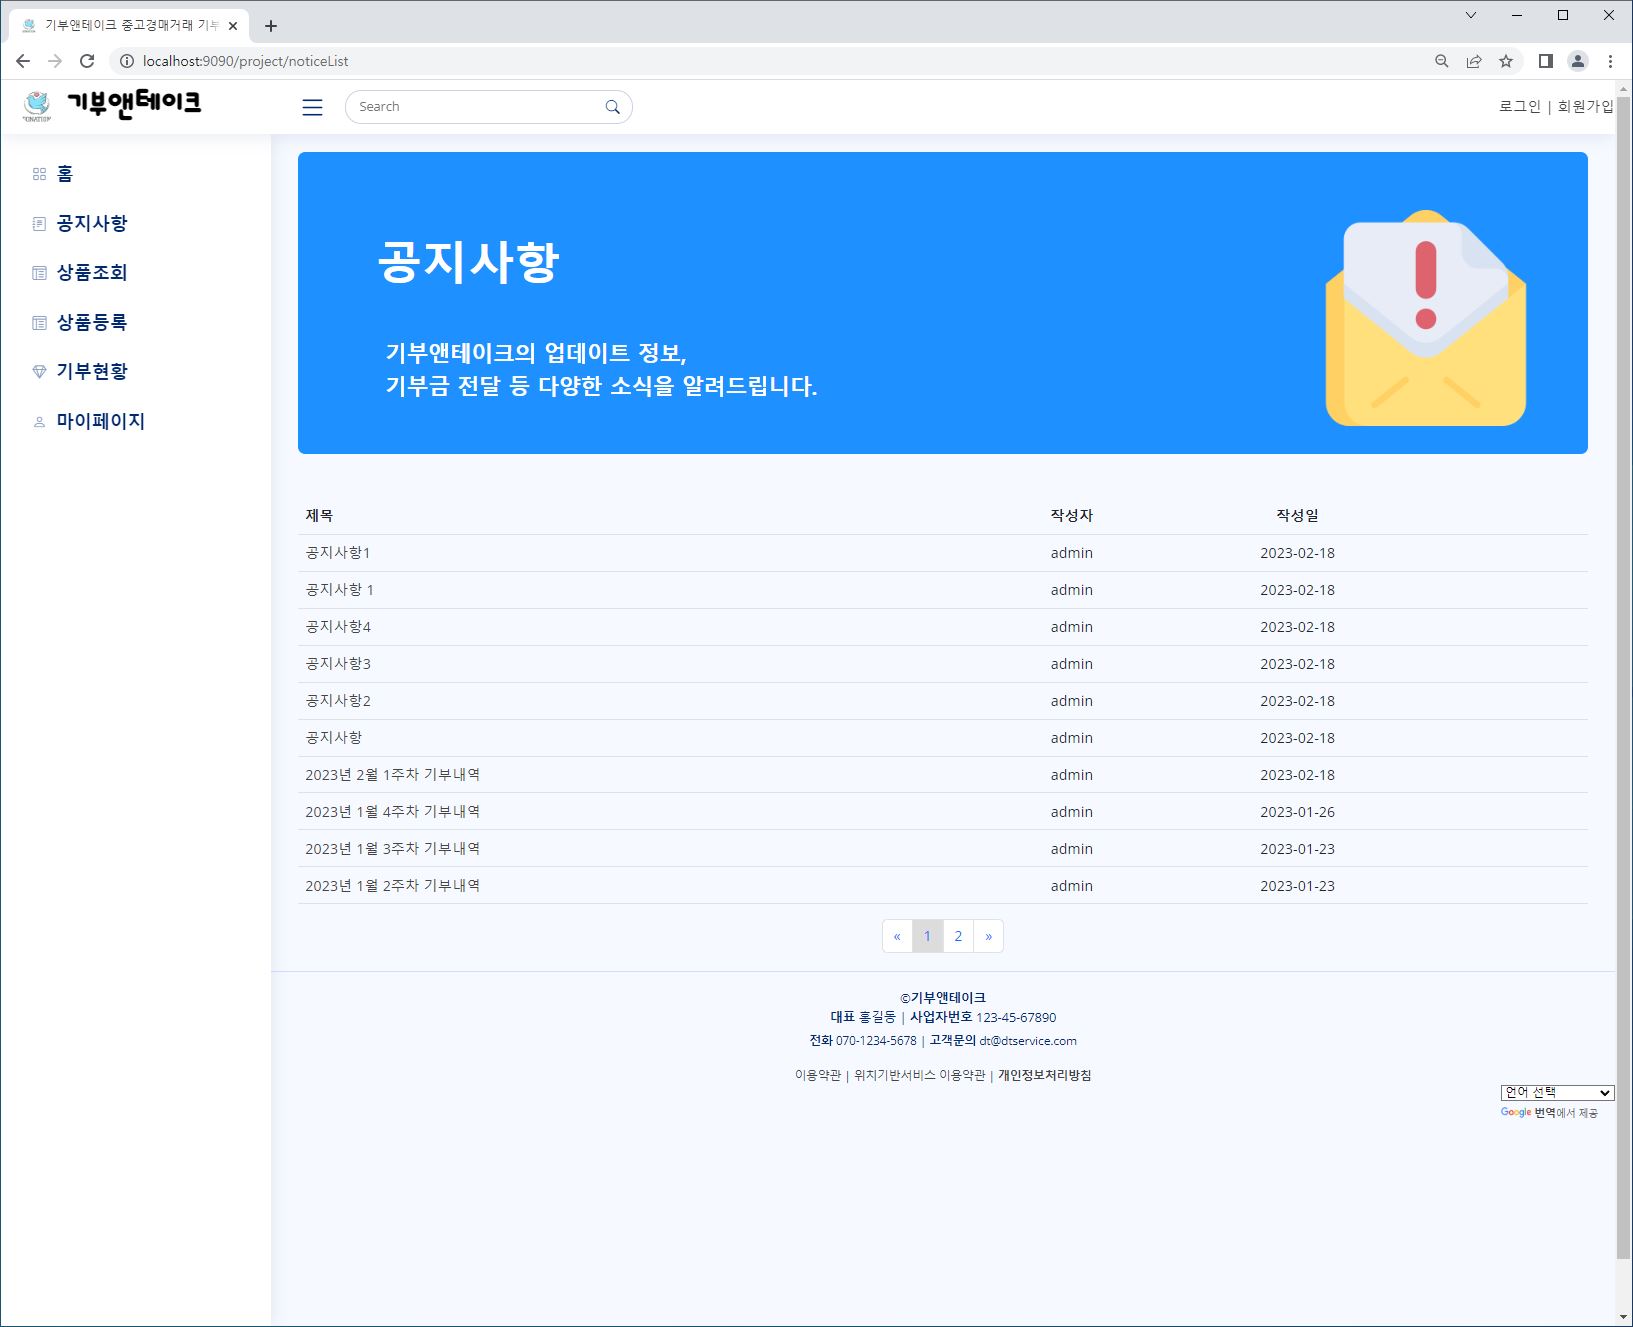 기부앤테이크 중고경매거래 기부
localhost:9090/project/noticeList
기부앤테이크
Search
로그인 | 회원가입
홈
공지사항
상품조회
상품등록
기부현황
마이페이지
공지사항
기부앤테이크의 업데이트 정보,
기부금 전달 등 다양한 소식을 알려드립니다.
제목 작성자 작성일
공지사항1 admin 2023-02-18
공지사항 1 admin 2023-02-18
공지사항4 admin 2023-02-18
공지사항3 admin 2023-02-18
공지사항2 admin 2023-02-18
공지사항 admin 2023-02-18
2023년 2월 1주차 기부내역 admin 2023-02-18
2023년 1월 4주차 기부내역 admin 2023-01-26
2023년 1월 3주차 기부내역 admin 2023-01-23
2023년 1월 2주차 기부내역 admin 2023-01-23
« 1 2 »
©기부앤테이크
대표 홍길동 | 사업자번호 123-45-67890
전화 070-1234-5678 | 고객문의 dt@dtservice.com
이용약관 | 위치기반서비스 이용약관 | 개인정보처리방침
언어 선택
Google 번역에서 제공